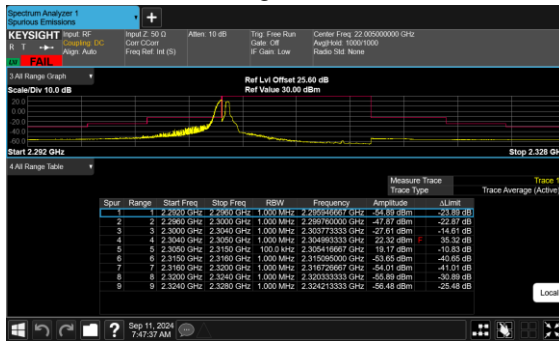 Spectrum Analyzer 1
Spurious Emissions
KEYSIGHT Input: RF Input Z: 50 Ω Atten: 10 dB Trig: Free Run Center Freq: 22.005000000 GHz
R T Coupling: DC Corr CCorr Gate: Off Avg|Hold: 1000/1000
Align: Auto Freq Ref: Int (S) IF Gain: Low Radio Std: None
FAIL
3 All Range Graph
Ref Lvl Offset 25.60 dB
Scale/Div 10.0 dB Ref Value 30.00 dBm
20.0
10.0
0.00
-20.0
-40.0
-60.0
Start 2.292 GHz Stop 2.328 GH
4 All Range Table
Measure Trace Trace 1
Trace Type Trace Average (Active)
Spur Range Start Freq Stop Freq RBW Frequency Amplitude ΔLimit
1 1 2.2920 GHz 2.2960 GHz 1.000 MHz 2.295946667 GHz -54.89 dBm -23.89 dB
2 2 2.2960 GHz 2.3000 GHz 1.000 MHz 2.299760000 GHz -47.87 dBm -22.87 dB
3 3 2.3000 GHz 2.3040 GHz 1.000 MHz 2.303773333 GHz -27.61 dBm -14.61 dB
4 4 2.3040 GHz 2.3050 GHz 1.000 MHz 2.304993333 GHz 22.32 dBm F 35.32 dB
5 5 2.3050 GHz 2.3150 GHz 100.0 kHz 2.305416667 GHz 19.17 dBm -10.83 dB
6 6 2.3150 GHz 2.3160 GHz 1.000 MHz 2.315095000 GHz -53.65 dBm -40.65 dB
7 7 2.3160 GHz 2.3200 GHz 1.000 MHz 2.316726667 GHz -54.01 dBm -41.01 dB
8 8 2.3200 GHz 2.3240 GHz 1.000 MHz 2.320333333 GHz -55.89 dBm -30.89 dB
9 9 2.3240 GHz 2.3280 GHz 1.000 MHz 2.324213333 GHz -56.48 dBm -25.48 dB
Local
Sep 11, 2024
7:47:37 AM